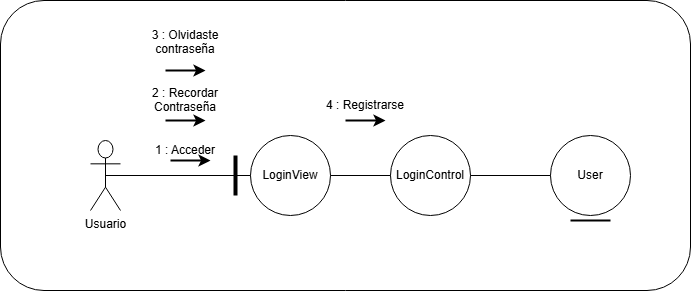 3 : Olvidaste
contraseña
2 : Recordar
Contraseña
4 : Registrarse
1 : Acceder
LoginView
LoginControl
User
Usuario